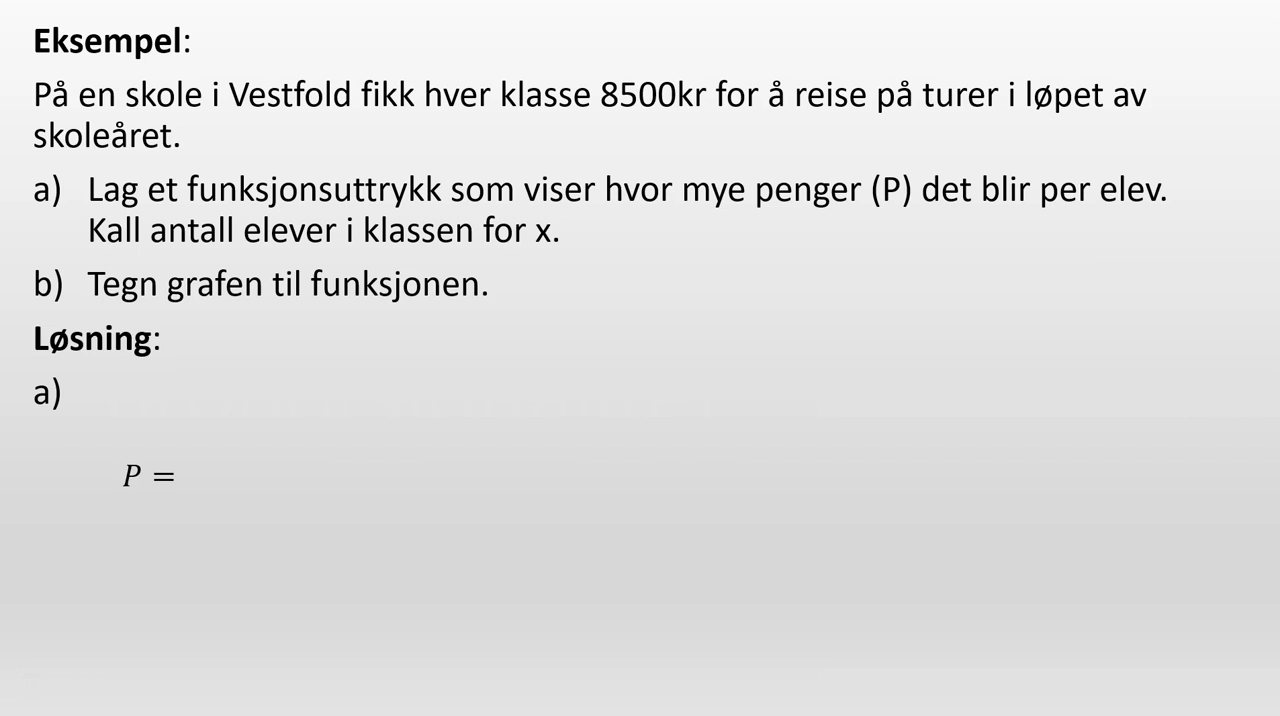 Eksempel:
På en skole i Vestfold fikk hver klasse 8500kr for å reise på turer i løpet av
skoleåret.
a) Lag et funksjonsuttrykk som viser hvor mye penger (P) det blir per elev.
Kall antall elever i klassen for x.
b) Tegn grafen til funksjonen.
Løsning:
a)
P =